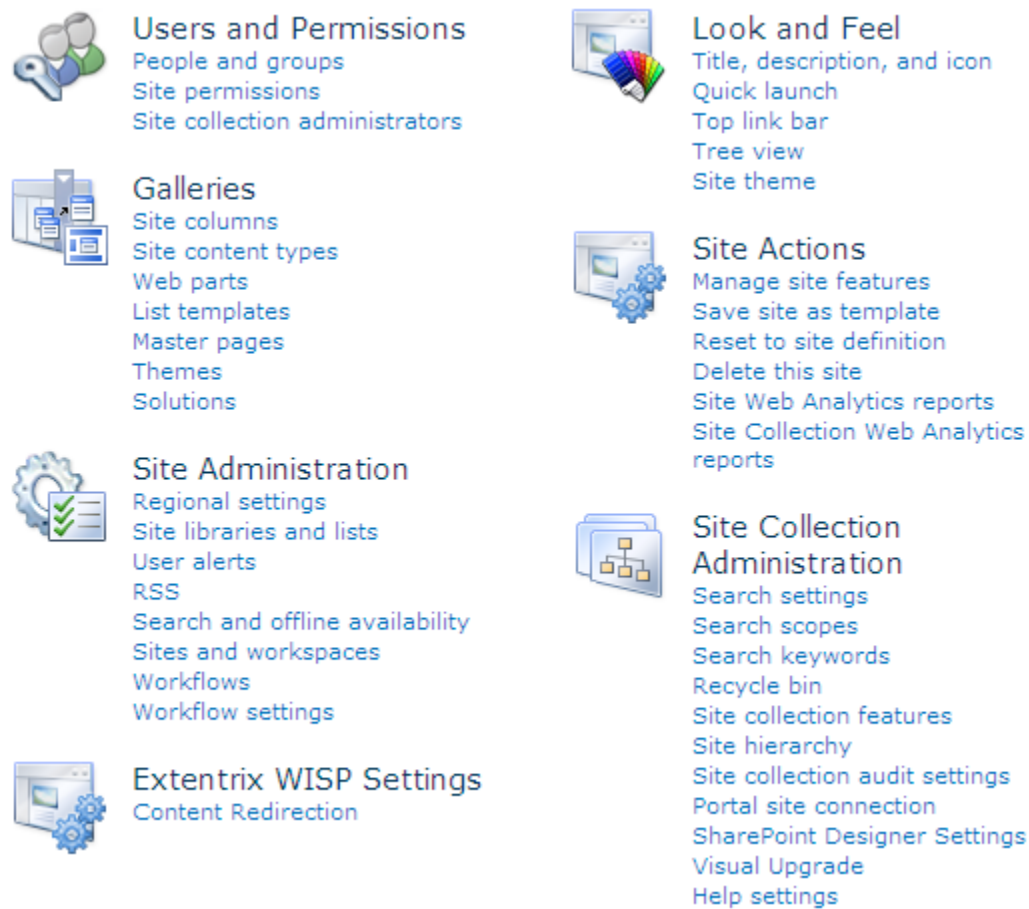 Users and Permissions
People and groups
Site permissions
Site collection administrators
Galleries
Site columns
Site content types
Web parts
List templates
Master pages
Themes
Solutions
Site Administration
Regional settings
Site libraries and lists
User alerts
RSS
Search and offline availability
Sites and workspaces
Workflows
Workflow settings
Extentrix WISP Settings
Content Redirection
Look and Feel
Title, description, and icon
Quick launch
Top link bar
Tree view
Site theme
Site Actions
Manage site features
Save site as template
Reset to site definition
Delete this site
Site Web Analytics reports
Site Collection Web Analytics
reports
Site Collection
Administration
Search settings
Search scopes
Search keywords
Recycle bin
Site collection features
Site hierarchy
Site collection audit settings
Portal site connection
SharePoint Designer Settings
Visual Upgrade
Help settings